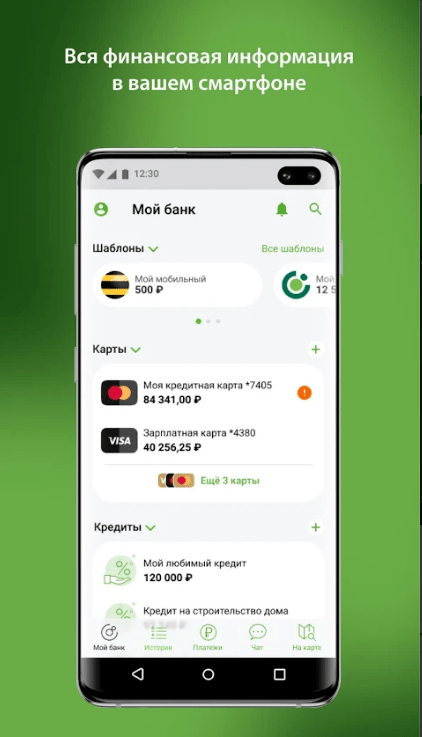 Вся финансовая информация
в вашем смартфоне
12:30
Мой банк
Шаблоны
Все шаблоны
Мой мобильный
500 ₽
Мой
12 5
Карты
+
Моя кредитная карта *7405
84 341,00 ₽
VISA
Зарплатная карта *4380
40 256,25 ₽
Ещё 3 карты
Кредиты
+
Мой любимый кредит
120 000 ₽
Кредит на строительство дома
Мой банк
История
Платежи
Чат
На карте